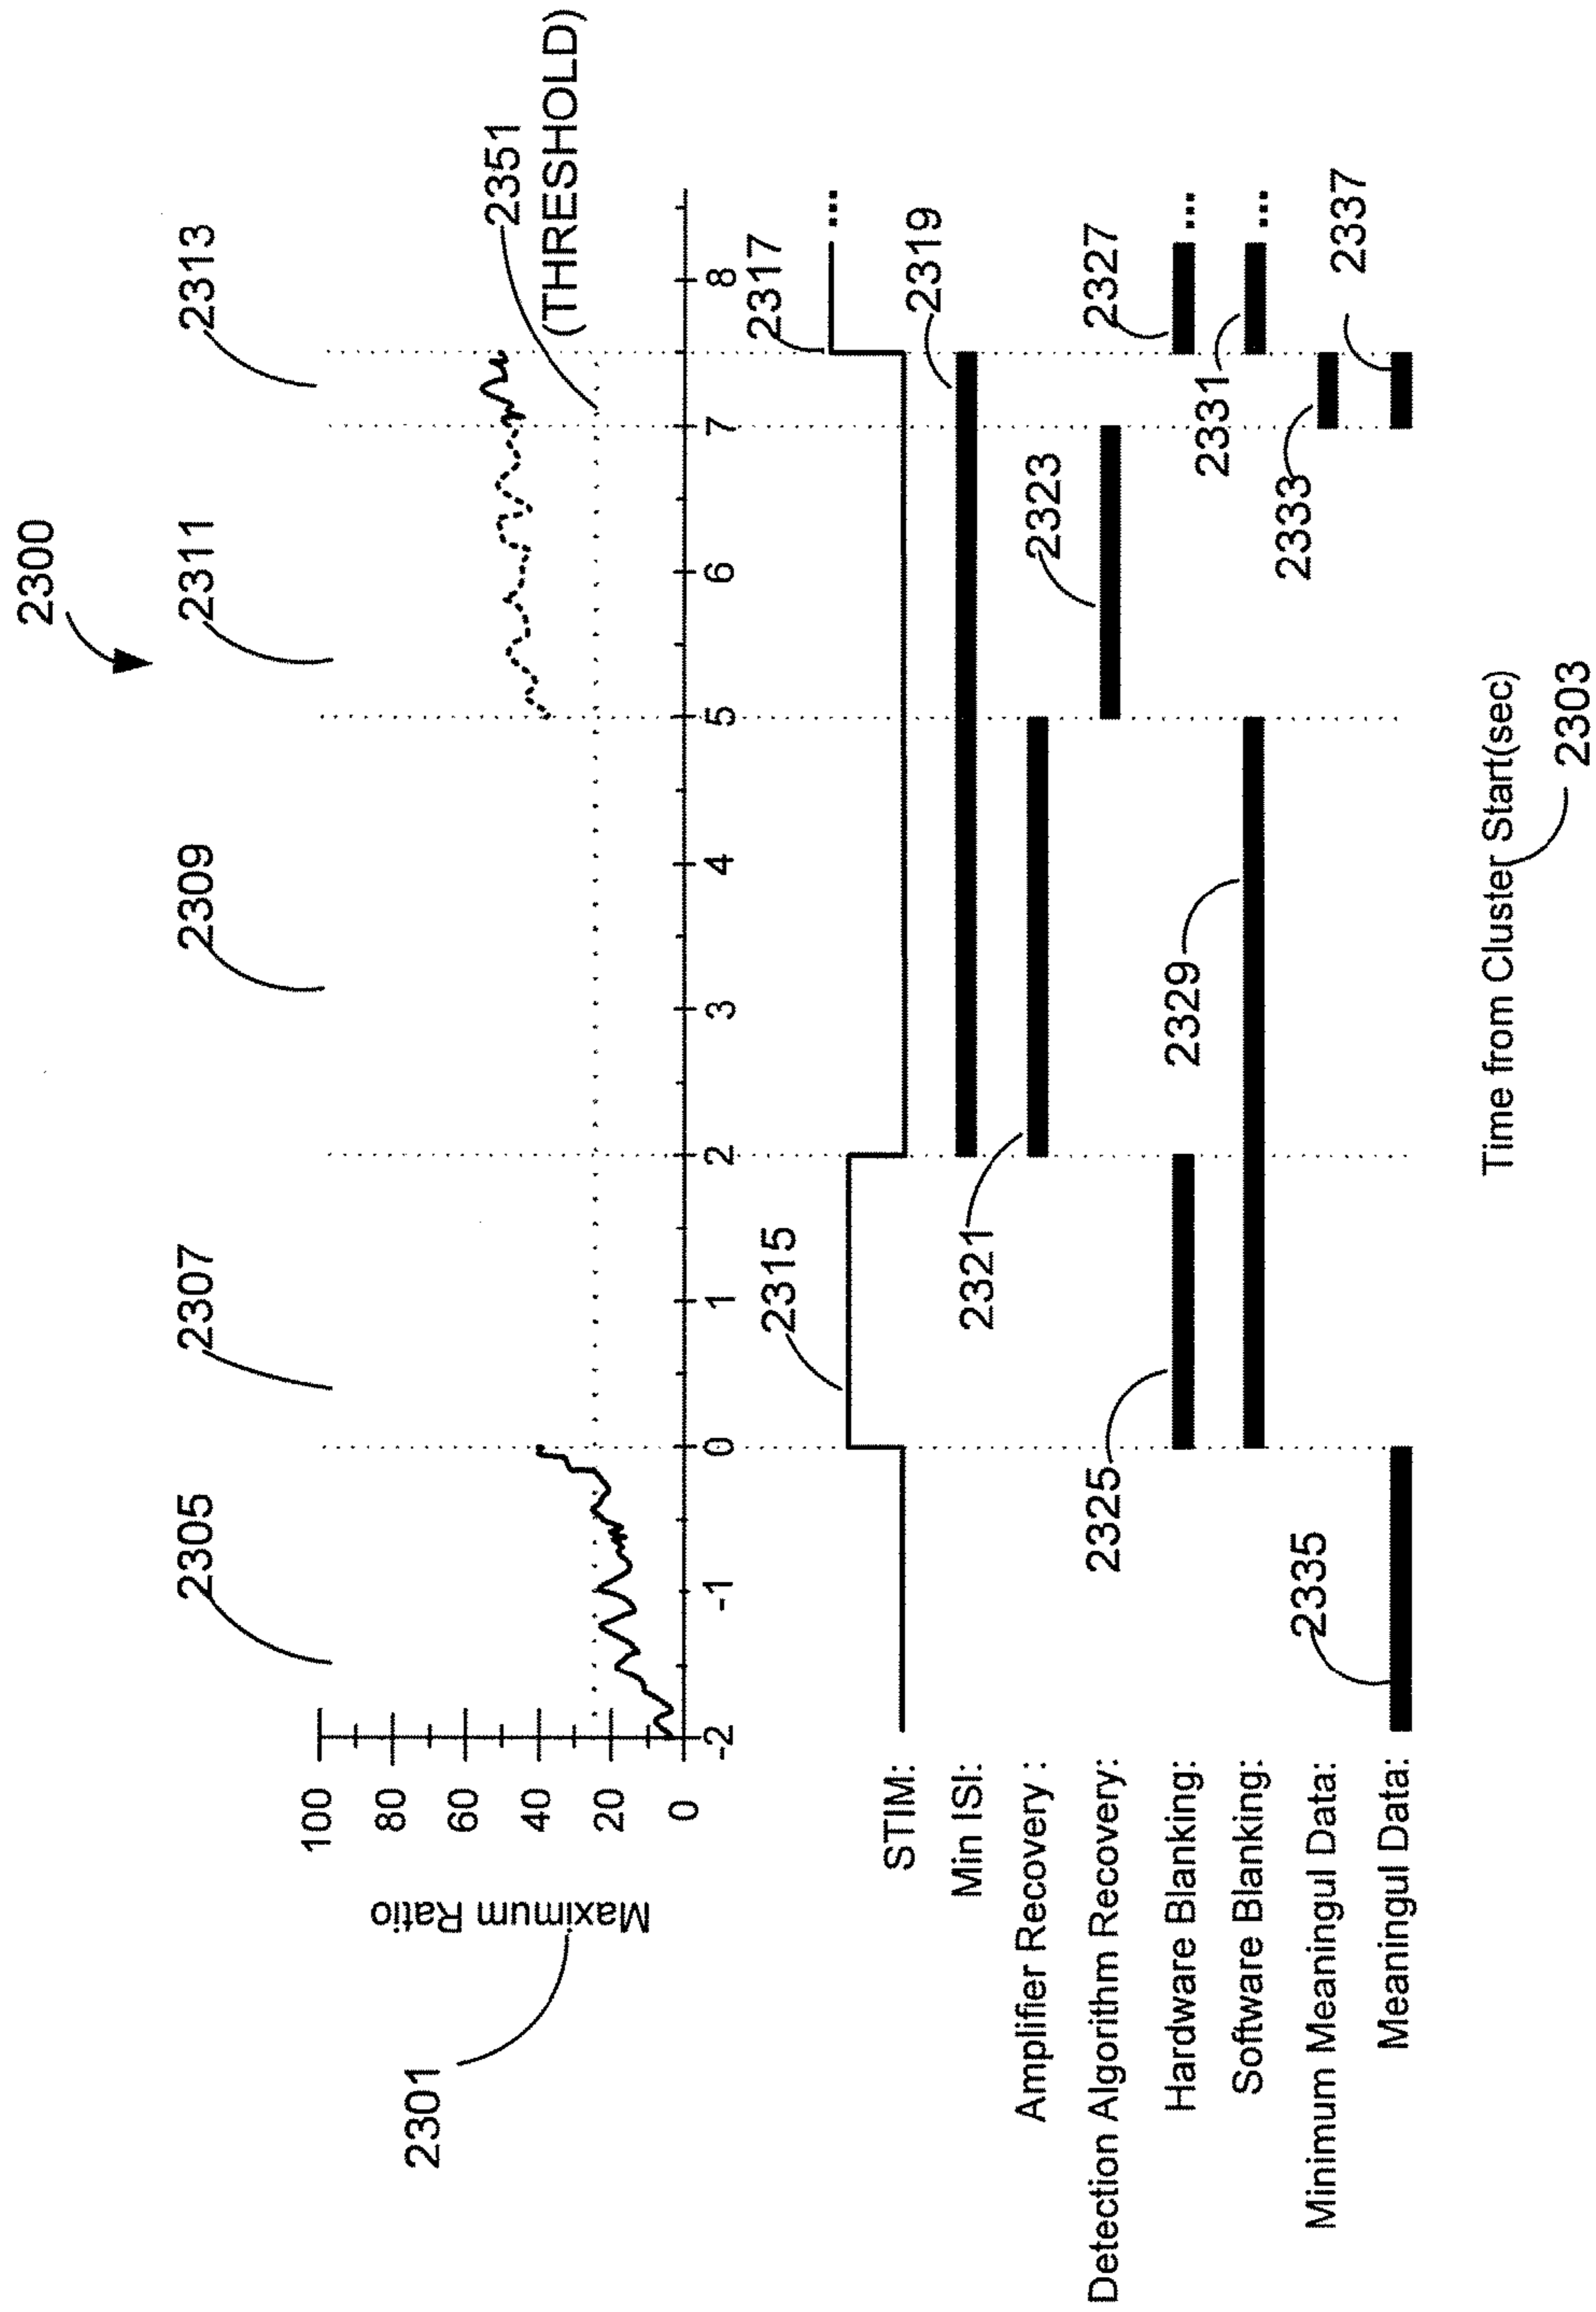 2300
2305
2307
2309
2311
2313
2301
Maximum Ratio
100
80
60
40
20
0
2351
(THRESHOLD)
-2 -1 0 1 2 3 4 5 6 7 8
2315
2317
STIM:
...
2319
Min ISI:
2321
Amplifier Recovery :
2323
Detection Algorithm Recovery:
2325
2327
Hardware Blanking:
...
2329
2331
Software Blanking:
...
2333
Minimum Meaningul Data:
2335
2337
Meaningul Data:
Time from Cluster Start(sec)
2303